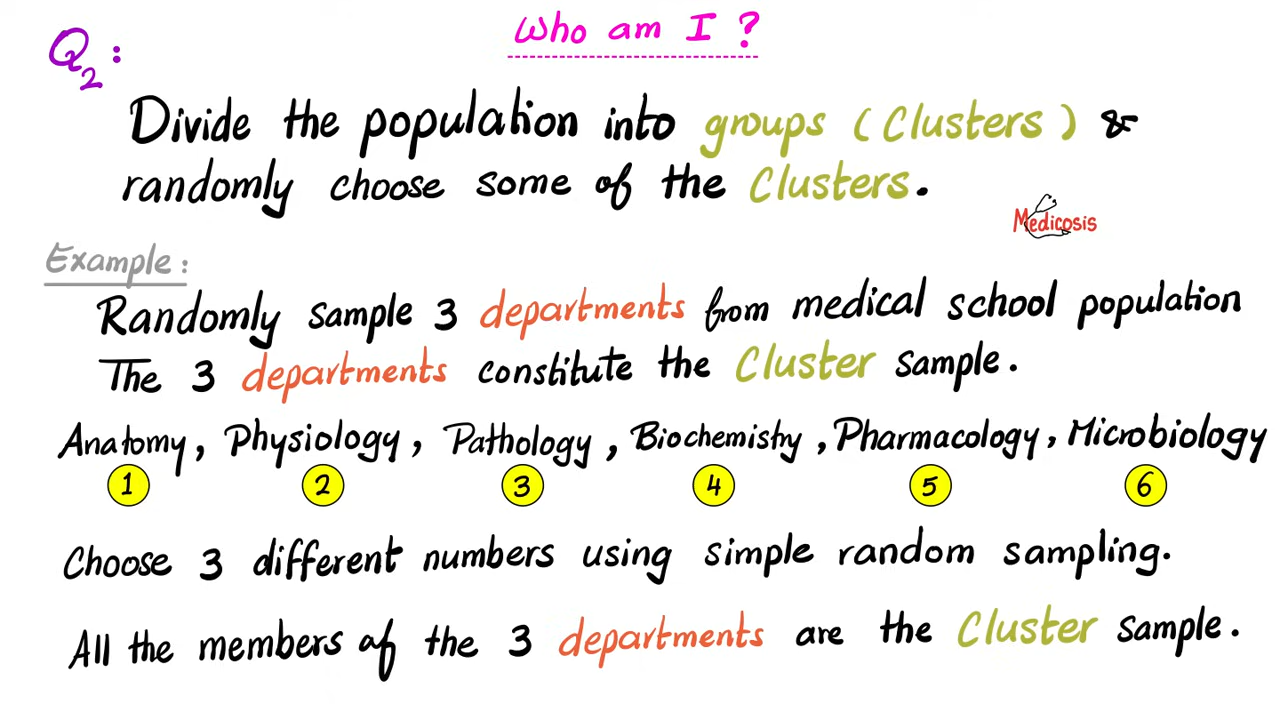 Who am I ?
Q2:
Divide the population into groups (Clusters) &
randomly choose some of the Clusters.
Medicosis
Example:
Randomly sample 3 departments from medical school population
The 3 departments constitute the Cluster sample.
Anatomy, Physiology, Pathology, Biochemistry, Pharmacology, Microbiology
1 2 3 4 5 6
Choose 3 different numbers using simple random sampling.
All the members of the 3 departments are the Cluster sample.